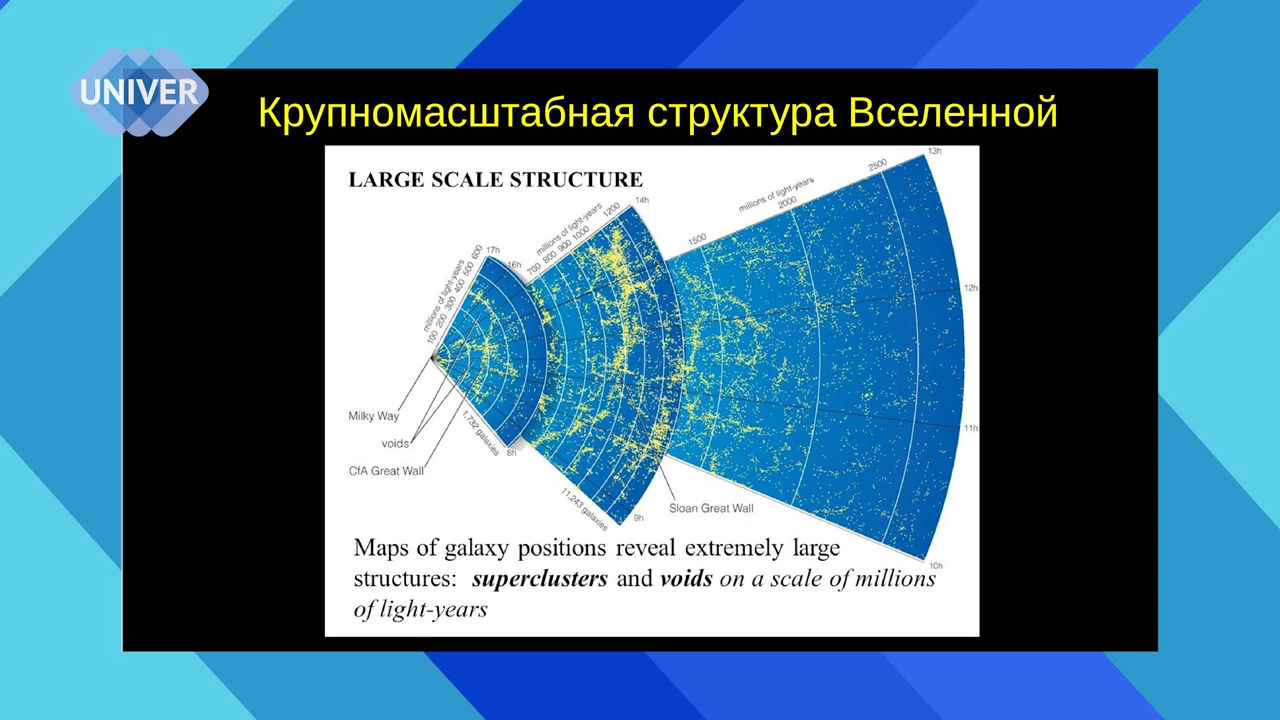 UNIVER
Крупномасштабная структура Вселенной
LARGE SCALE STRUCTURE
millions of light-years
100 200 300 400 500 600
17h
16h
millions of light-years
700 800 900 1000 1200
14h
millions of light-years
1500 2000 2500
13h
12h
11h
10h
Milky Way
voids
CfA Great Wall
1,732 galaxies
8h
11,243 galaxies
9h
Sloan Great Wall
Maps of galaxy positions reveal extremely large
structures: superclusters and voids on a scale of millions
of light-years